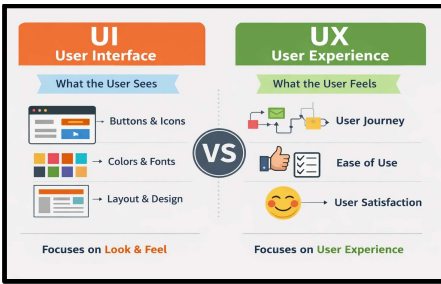 UI
User Interface
What the User Sees
Buttons & Icons
Colors & Fonts
Layout & Design
Focuses on Look & Feel
VS
UX
User Experience
What the User Feels
User Journey
Ease of Use
User Satisfaction
Focuses on User Experience